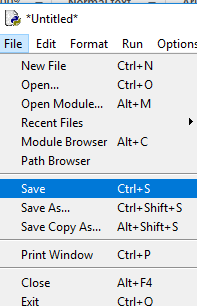 *Untitled*
File Edit Format Run Options
New File Ctrl+N
Open... Ctrl+O
Open Module... Alt+M
Recent Files
Module Browser Alt+C
Path Browser
Save Ctrl+S
Save As... Ctrl+Shift+S
Save Copy As... Alt+Shift+S
Print Window Ctrl+P
Close Alt+F4
Exit Ctrl+Q